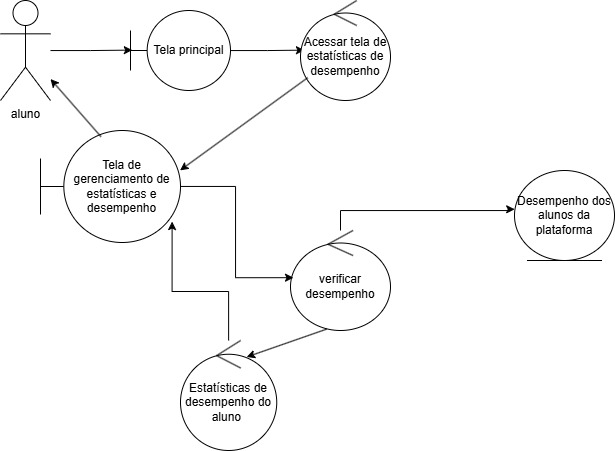 Tela principal
Acessar tela de
estatísticas de
desempenho
aluno
Tela de
gerenciamento de
estatísticas e
desempenho
Desempenho dos
alunos da
plataforma
verificar
desempenho
Estatísticas de
desempenho do
aluno